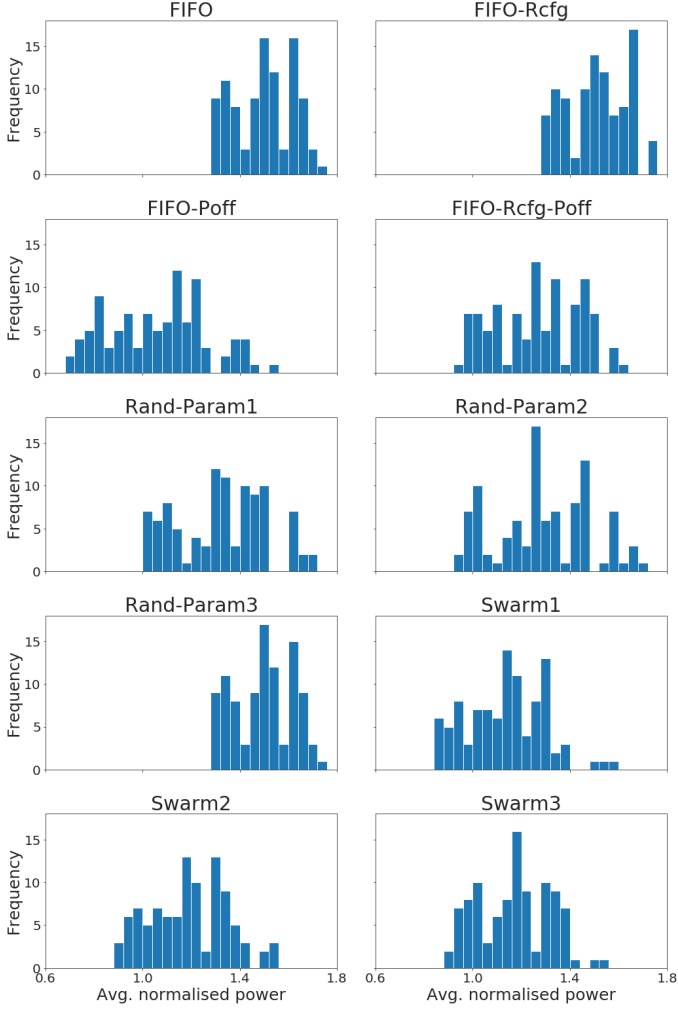 FIFO
FIFO-Rcfg
Frequency
15
10
5
0
FIFO-Poff
FIFO-Rcfg-Poff
Frequency
15
10
5
0
Rand-Param1
Rand-Param2
Frequency
15
10
5
0
Rand-Param3
Swarm1
Frequency
15
10
5
0
Swarm2
Swarm3
Frequency
15
10
5
0
0.6 1.0 1.4 1.8
0.6 1.0 1.4 1.8
Avg. normalised power
Avg. normalised power